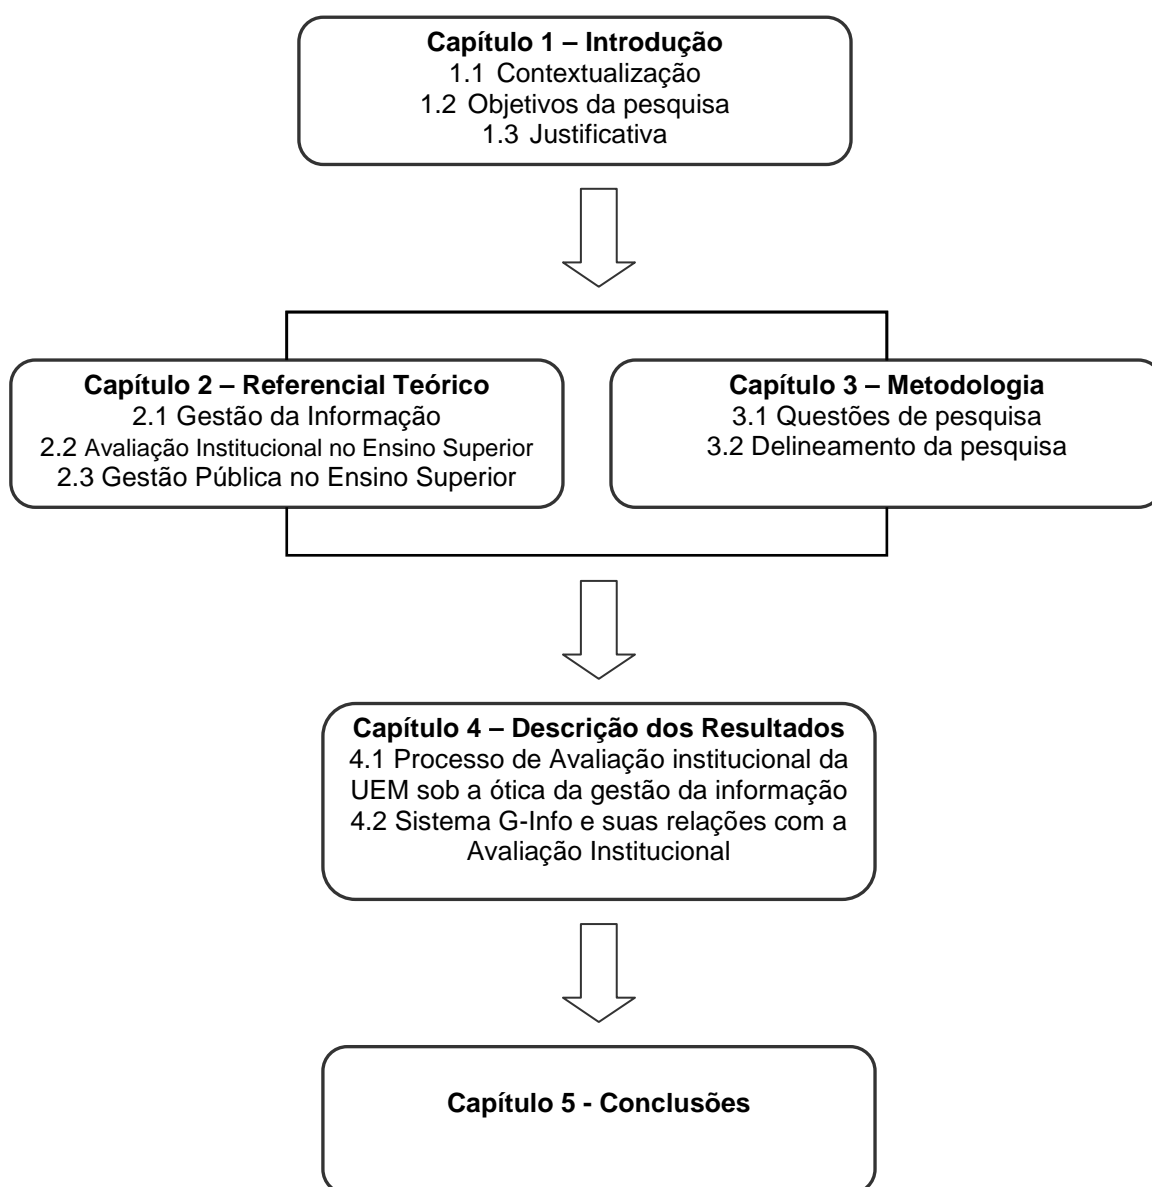 Capítulo 1 – Introdução
1.1 Contextualização
1.2 Objetivos da pesquisa
1.3 Justificativa
Capítulo 2 – Referencial Teórico
2.1 Gestão da Informação
2.2 Avaliação Institucional no Ensino Superior
2.3 Gestão Pública no Ensino Superior
Capítulo 3 – Metodologia
3.1 Questões de pesquisa
3.2 Delineamento da pesquisa
Capítulo 4 – Descrição dos Resultados
4.1 Processo de Avaliação institucional da
UEM sob a ótica da gestão da informação
4.2 Sistema G-Info e suas relações com a
Avaliação Institucional
Capítulo 5 - Conclusões